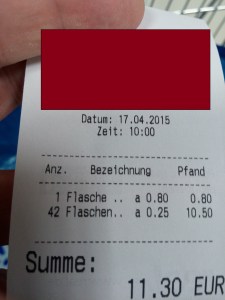 Datum: 17.04.2015
Zeit: 10:00
Anz. Bezeichnung Pfand
1 Flasche .. a 0.80 0.80
42 Flaschen.. a 0.25 10.50
Summe:
11.30 EUR